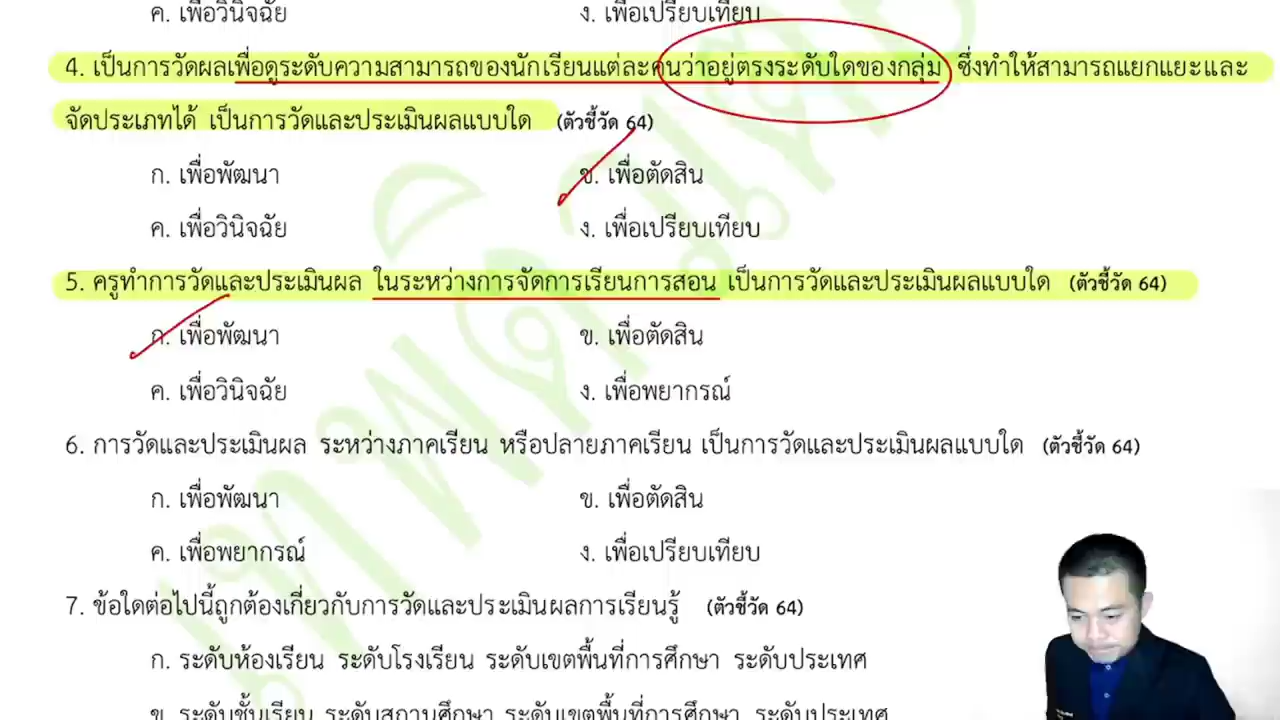 ค. เพื่อวินิจฉัย ง. เพื่อเปรียบเทียบ
4. เป็นการวัดผลเพื่อดูระดับความสามารถของนักเรียนแต่ละคนว่าอยู่ตรงระดับใดของกลุ่ม ซึ่งทำให้สามารถแยกแยะและ
จัดประเภทได้ เป็นการวัดและประเมินผลแบบใด (ตัวชี้วัด 64)
ก. เพื่อพัฒนา ข. เพื่อตัดสิน
ค. เพื่อวินิจฉัย ง. เพื่อเปรียบเทียบ
5. ครูทำการวัดและประเมินผล ในระหว่างการจัดการเรียนการสอน เป็นการวัดและประเมินผลแบบใด (ตัวชี้วัด 64)
ก. เพื่อพัฒนา ข. เพื่อตัดสิน
ค. เพื่อวินิจฉัย ง. เพื่อพยากรณ์
6. การวัดและประเมินผล ระหว่างภาคเรียน หรือปลายภาคเรียน เป็นการวัดและประเมินผลแบบใด (ตัวชี้วัด 64)
ก. เพื่อพัฒนา ข. เพื่อตัดสิน
ค. เพื่อพยากรณ์ ง. เพื่อเปรียบเทียบ
7. ข้อใดต่อไปนี้ถูกต้องเกี่ยวกับการวัดและประเมินผลการเรียนรู้ (ตัวชี้วัด 64)
ก. ระดับห้องเรียน ระดับโรงเรียน ระดับเขตพื้นที่การศึกษา ระดับประเทศ
ข. ระดับชั้นเรียน ระดับสถานศึกษา ระดับเขตพื้นที่การศึกษา ระดับประเทศ